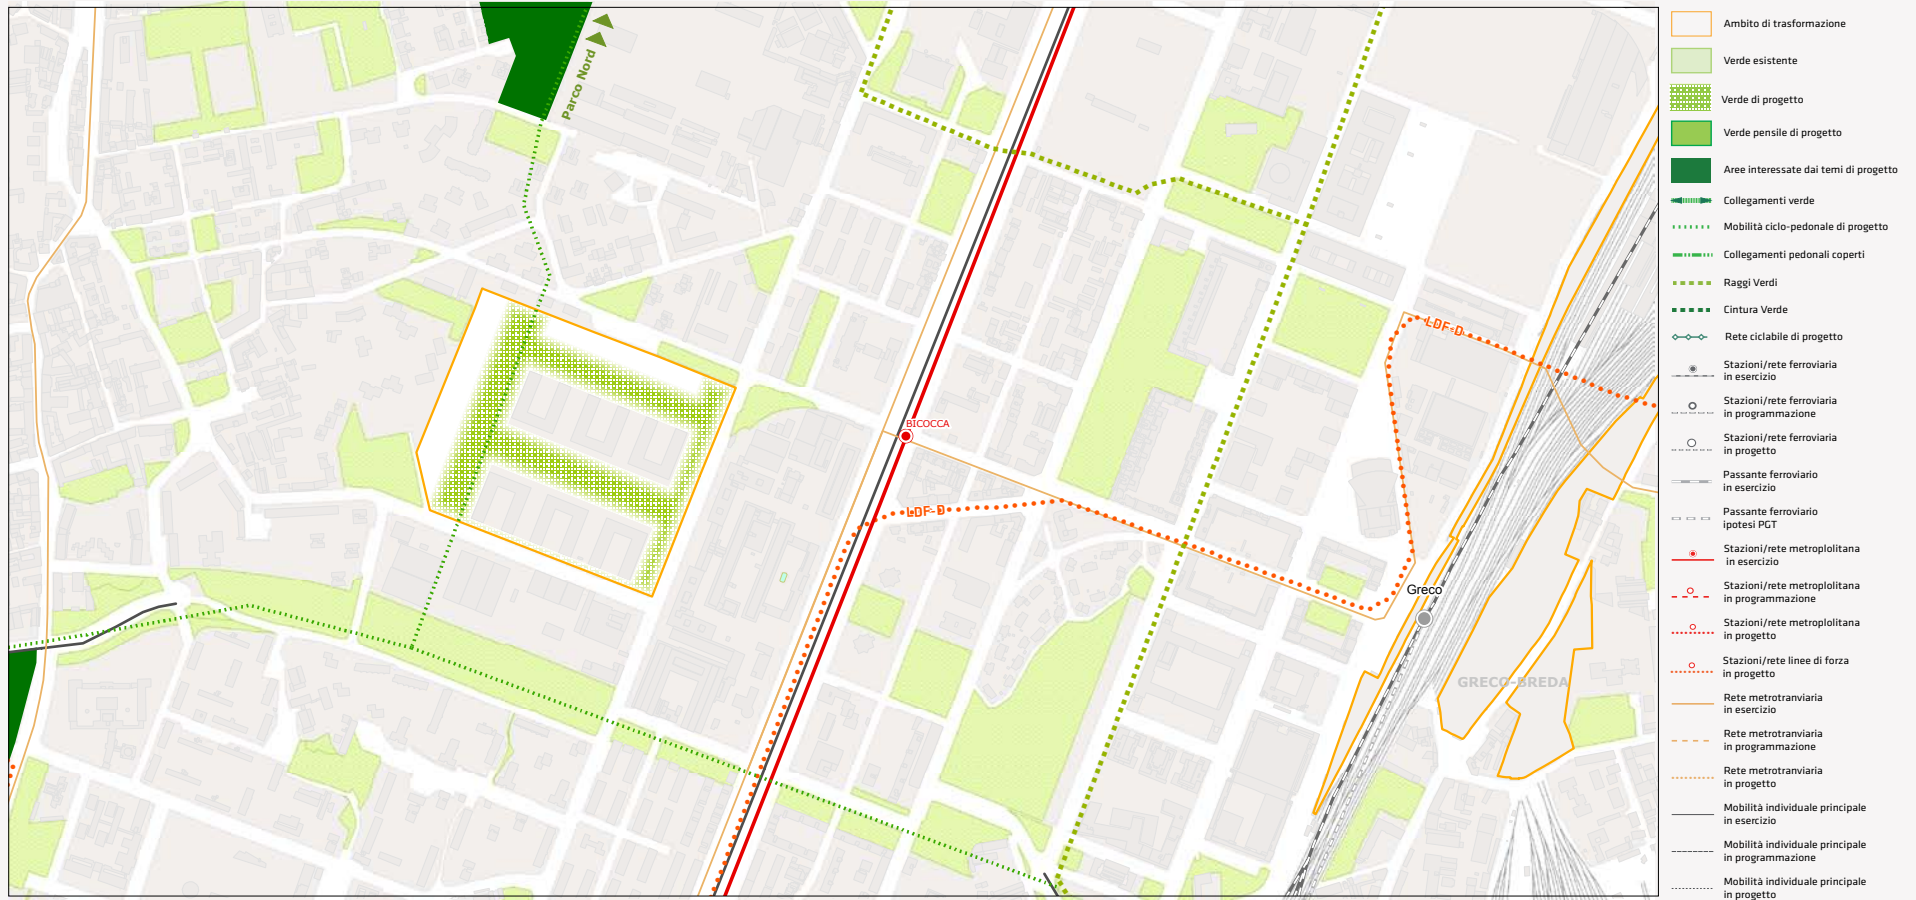 Parco Nord
BICOCCA
LDF-D
LDF-D
Greco
GRECO-BREDA
Ambito di trasformazione
Verde esistente
Verde di progetto
Verde pensile di progetto
Aree interessate dai temi di progetto
Collegamenti verde
Mobilità ciclo-pedonale di progetto
Collegamenti pedonali coperti
Raggi Verdi
Cintura Verde
Rete ciclabile di progetto
Stazioni/rete ferroviaria
in esercizio
Stazioni/rete ferroviaria
in programmazione
Stazioni/rete ferroviaria
in progetto
Passante ferroviario
in esercizio
Passante ferroviario
ipotesi PGT
Stazioni/rete metroplolitana
in esercizio
Stazioni/rete metroplolitana
in programmazione
Stazioni/rete metroplolitana
in progetto
Stazioni/rete linee di forza
in progetto
Rete metrotranviaria
in esercizio
Rete metrotranviaria
in programmazione
Rete metrotranviaria
in progetto
Mobilità individuale principale
in esercizio
Mobilità individuale principale
in programmazione
Mobilità individuale principale
in progetto